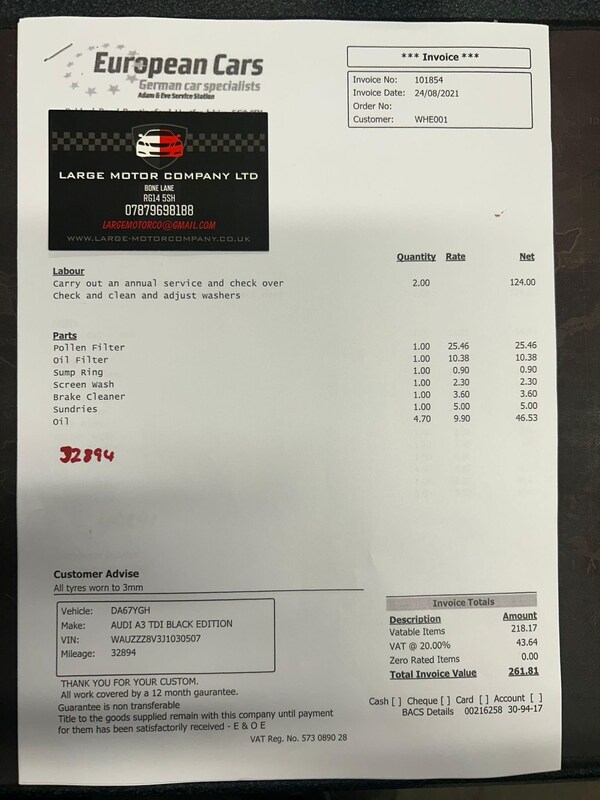 European Cars
German car specialists
Adam & Eve Service Station
*** Invoice ***
Invoice No: 101854
Invoice Date: 24/08/2021
Order No:
Customer: WHE001
LARGE MOTOR COMPANY LTD
BONE LANE
RG14 5SH
07879698188
LARGEMOTORCO@GMAIL.COM
WWW.LARGE-MOTORCOMPANY.CO.UK
Quantity Rate Net
Labour
Carry out an annual service and check over 2.00 124.00
Check and clean and adjust washers
Parts
Pollen Filter 1.00 25.46 25.46
Oil Filter 1.00 10.38 10.38
Sump Ring 1.00 0.90 0.90
Screen Wash 1.00 2.30 2.30
Brake Cleaner 1.00 3.60 3.60
Sundries 1.00 5.00 5.00
Oil 4.70 9.90 46.53
32894
Customer Advise
All tyres worn to 3mm
Vehicle: DA67YGH
Make: AUDI A3 TDI BLACK EDITION
VIN: WAUZZZ8V3J1030507
Mileage: 32894
Invoice Totals
Description Amount
Vatable Items 218.17
VAT @ 20.00% 43.64
Zero Rated Items 0.00
Total Invoice Value 261.81
THANK YOU FOR YOUR CUSTOM.
All work covered by a 12 month gaurantee.
Guarantee is non transferable
Title to the goods supplied remain with this company until payment
for them has been satisfactorily received - E & O E
Cash [ ] Cheque [ ] Card [ ] Account [ ]
BACS Details 00216258 30-94-17
VAT Reg. No. 573 0890 28